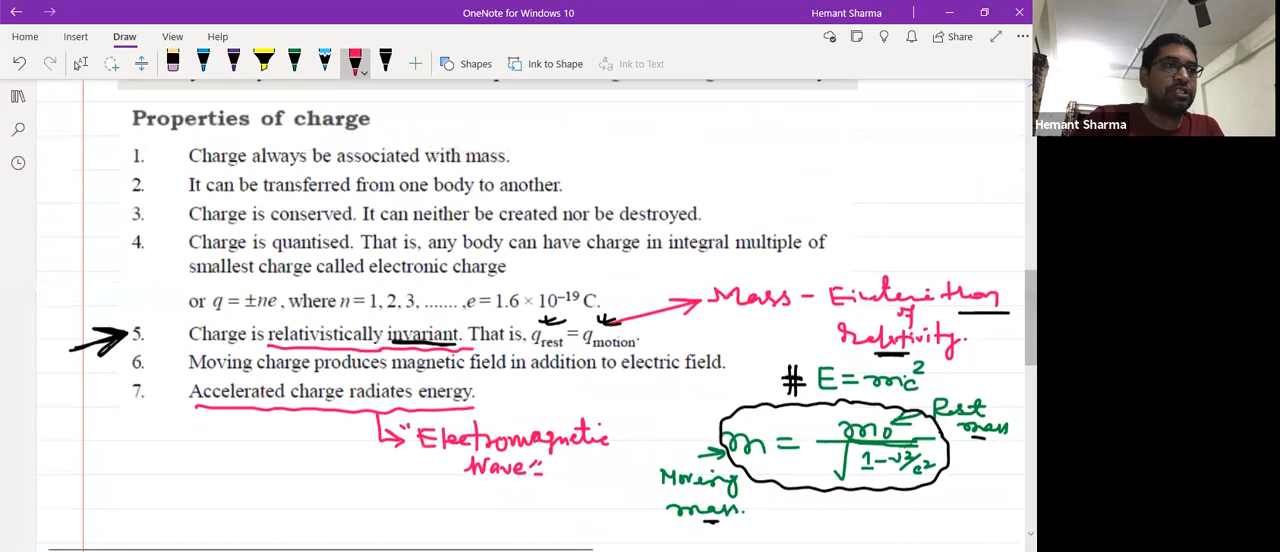 OneNote for Windows 10
Hemant Sharma
Home Insert Draw View Help
Share
Shapes Ink to Shape Ink to Text
Hemant Sharma
Properties of charge
1. Charge always be associated with mass.
2. It can be transferred from one body to another.
3. Charge is conserved. It can neither be created nor be destroyed.
4. Charge is quantised. That is, any body can have charge in integral multiple of
smallest charge called electronic charge
or q = ±ne, where n = 1, 2, 3, ....... ,e = 1.6 × 10⁻¹⁹ C.
Mass -
of
5. Charge is relativistically invariant. That is, q_rest = q_motion.
Relativity.
6. Moving charge produces magnetic field in addition to electric field.
# E = mc²
7. Accelerated charge radiates energy.
Rest
mass
"Electromagnetic
Wave"
m = m₀ / √(1 - v²/c²)
Moving
mass.